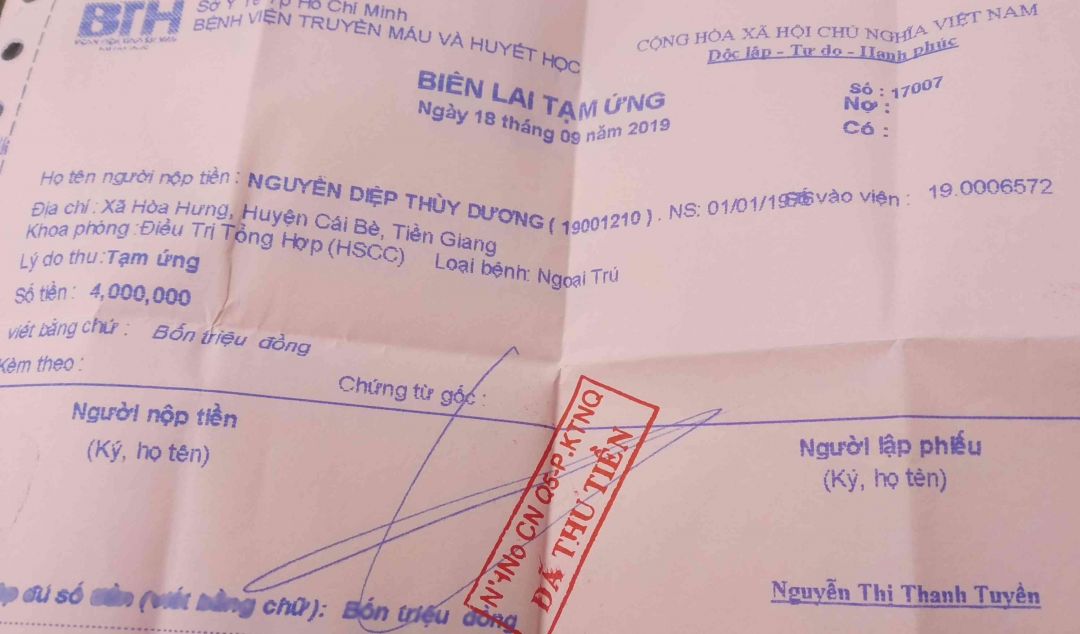 BTH
Sở Y Tế Tp Hồ Chí Minh
BỆNH VIỆN TRUYỀN MÁU VÀ HUYẾT HỌC
CỘNG HÒA XÃ HỘI CHỦ NGHĨA VIỆT NAM
Độc lập - Tự do - Hạnh phúc
BIÊN LAI TẠM ỨNG
Ngày 18 tháng 09 năm 2019
Số : 17007
Nợ :
Có :
Họ tên người nộp tiền : NGUYỄN DIỆP THÙY DƯƠNG ( 19001210 ) . NS: 01/01/19 vào viện : 19.0006572
Địa chỉ : Xã Hòa Hưng, Huyện Cái Bè, Tiền Giang
Khoa phòng :Điều Trị Tổng Hợp (HSCC) Loại bệnh: Ngoại Trú
Lý do thu:Tạm ứng
Số tiền : 4,000,000
viết bằng chữ : Bốn triệu đồng
Kèm theo :
Chứng từ gốc :
Người nộp tiền
(Ký, họ tên)
Người lập phiếu
(Ký, họ tên)
CN Q5-P.KTNQ
ĐÃ THU TIỀN
Nguyễn Thị Thanh Tuyền
đủ số tiền (viết bằng chữ): Bốn triệu đồng